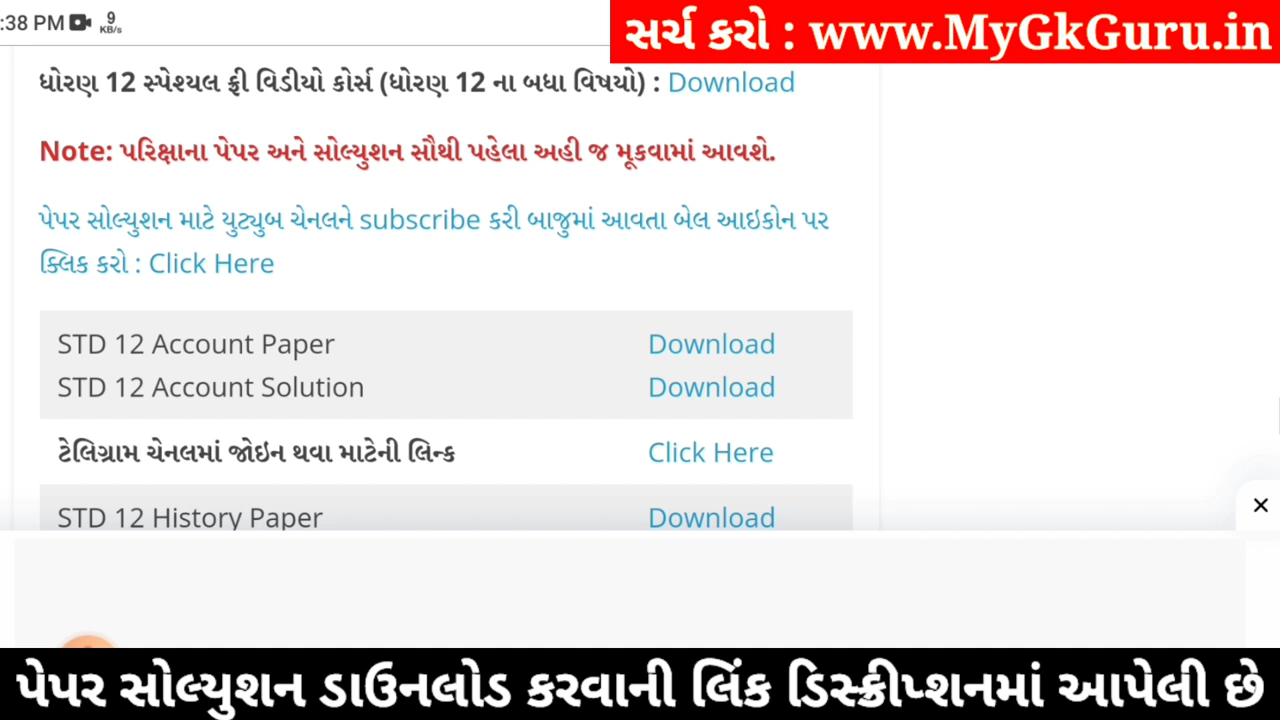 :38 PM 9 KB/s
સર્ચ કરો : www.MyGkGuru.in
ધોરણ 12 સ્પેશ્યલ ફ્રી વિડીયો કોર્સ (ધોરણ 12 ના બધા વિષયો) : Download
Note: પરિક્ષાના પેપર અને સોલ્યુશન સૌથી પહેલા અહી જ મૂકવામાં આવશે.
પેપર સોલ્યુશન માટે યુટ્યુબ ચેનલને subscribe કરી બાજુમાં આવતા બેલ આઇકોન પર
ક્લિક કરો : Click Here
STD 12 Account Paper Download
STD 12 Account Solution Download
ટેલિગ્રામ ચેનલમાં જોઇન થવા માટેની લિન્ક Click Here
STD 12 History Paper Download
પેપર સોલ્યુશન ડાઉનલોડ કરવાની લિંક ડિસ્ક્રીપ્શનમાં આપેલી છે